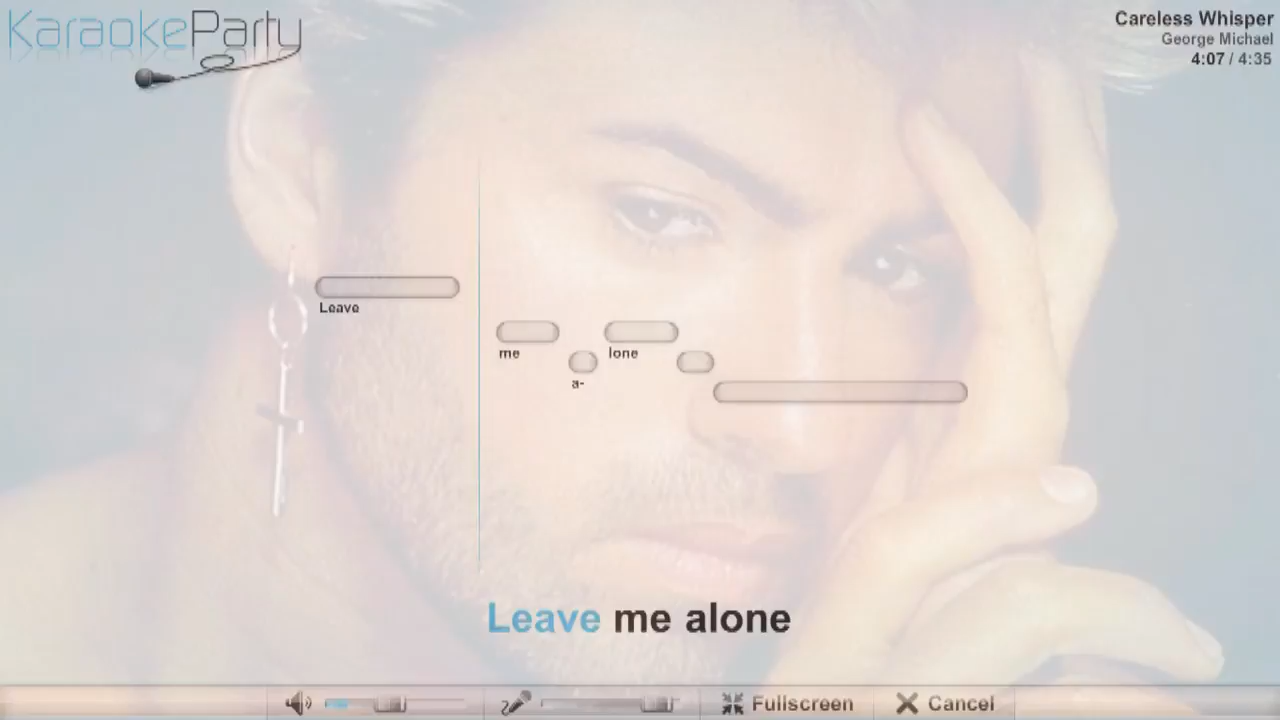 KaraokeParty
Careless Whisper
George Michael
4:07 / 4:35
Leave
me
lone
a-
Leave me alone
Fullscreen
Cancel